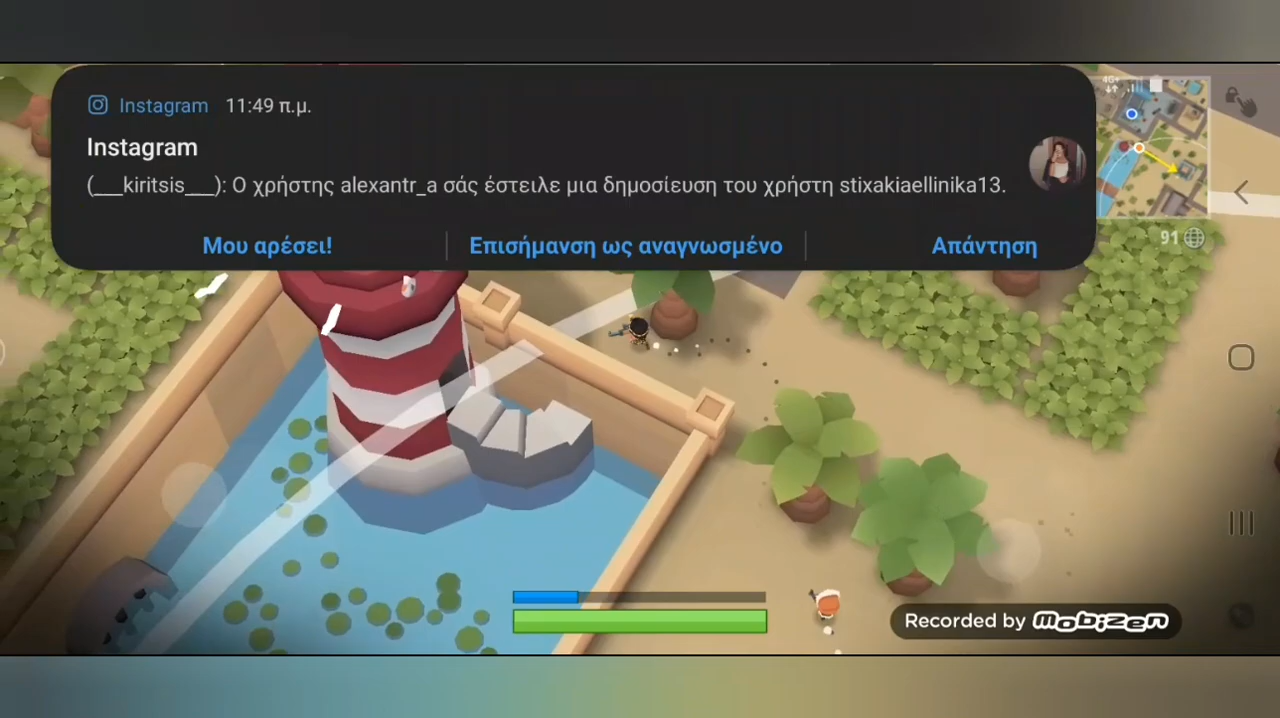 Instagram 11:49 π.μ.
Instagram
(___kiritsis___): Ο χρήστης alexantr_a σάς έστειλε μια δημοσίευση του χρήστη stixakiaellinika13.
Μου αρέσει! Επισήμανση ως αναγνωσμένο Απάντηση
4G+
91
Recorded by mobizen